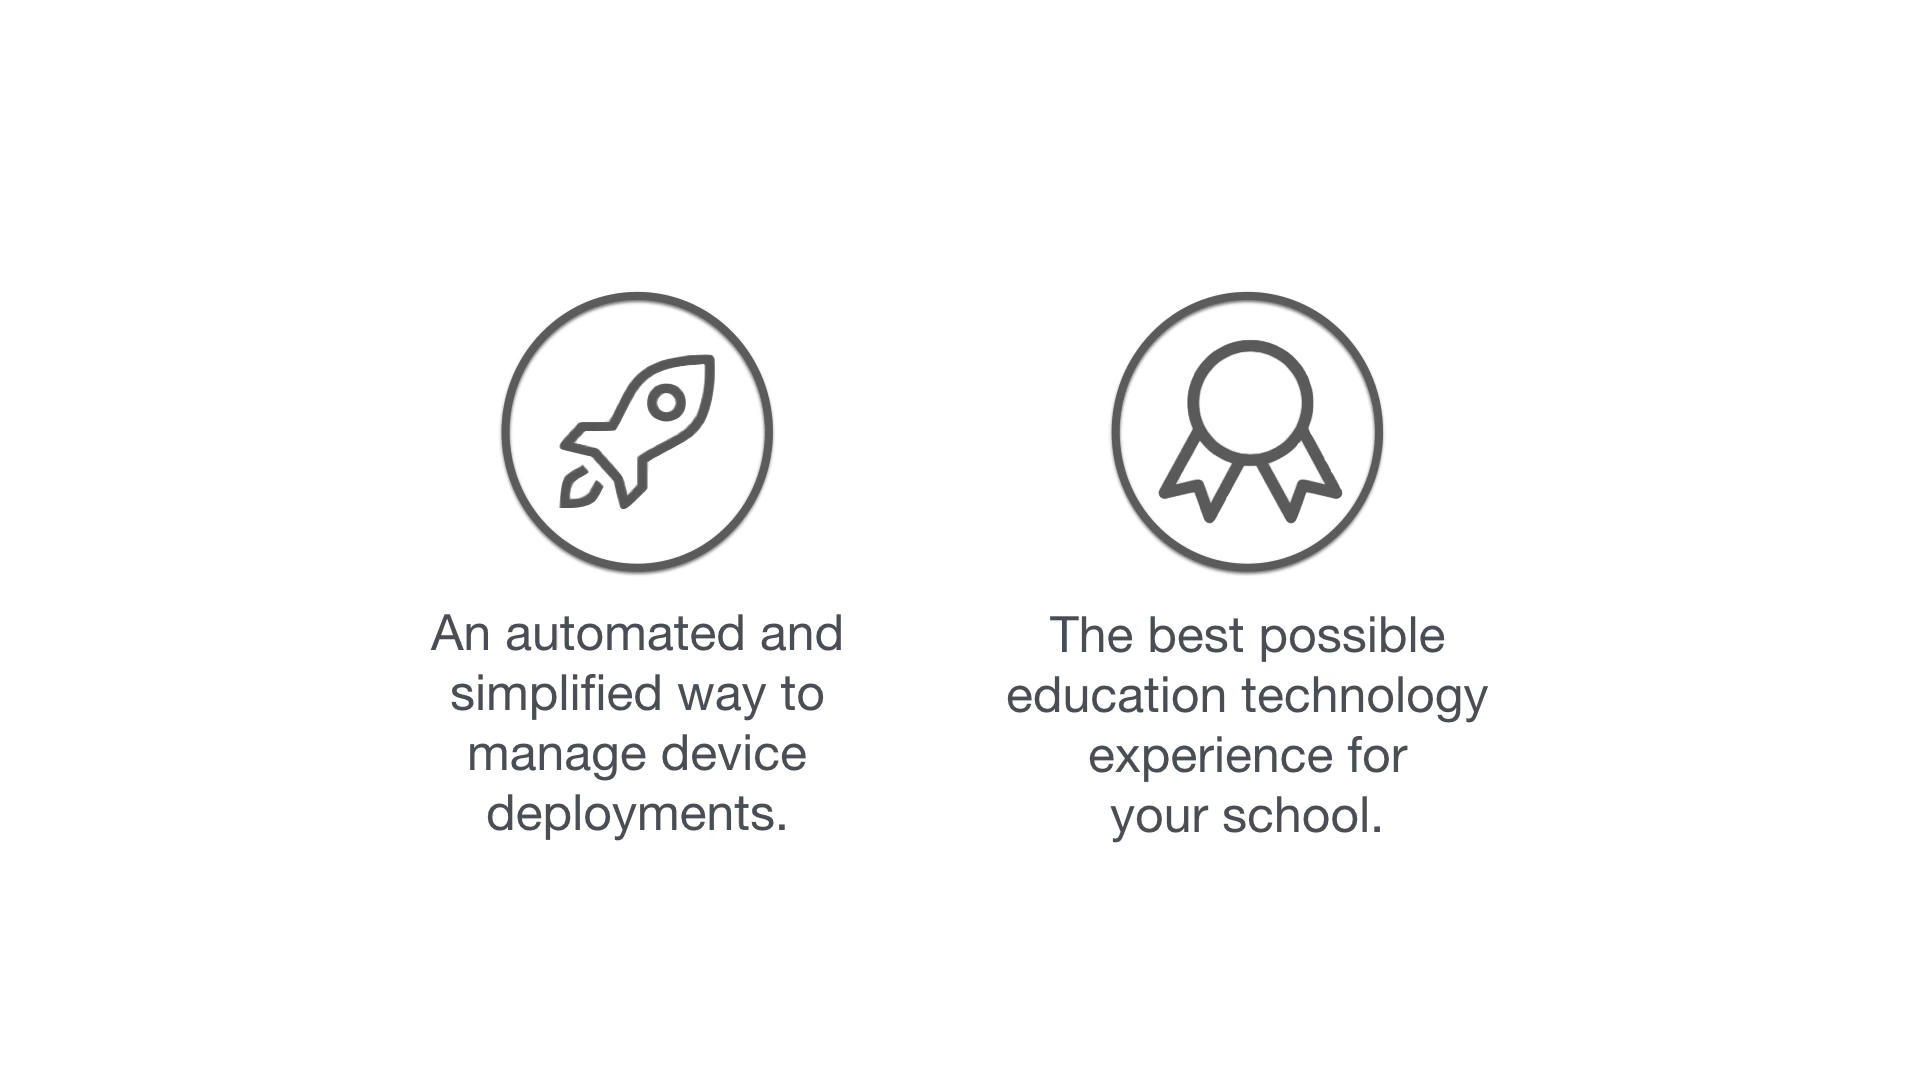 An automated and
simplified way to
manage device
deployments.
The best possible
education technology
experience for
your school.